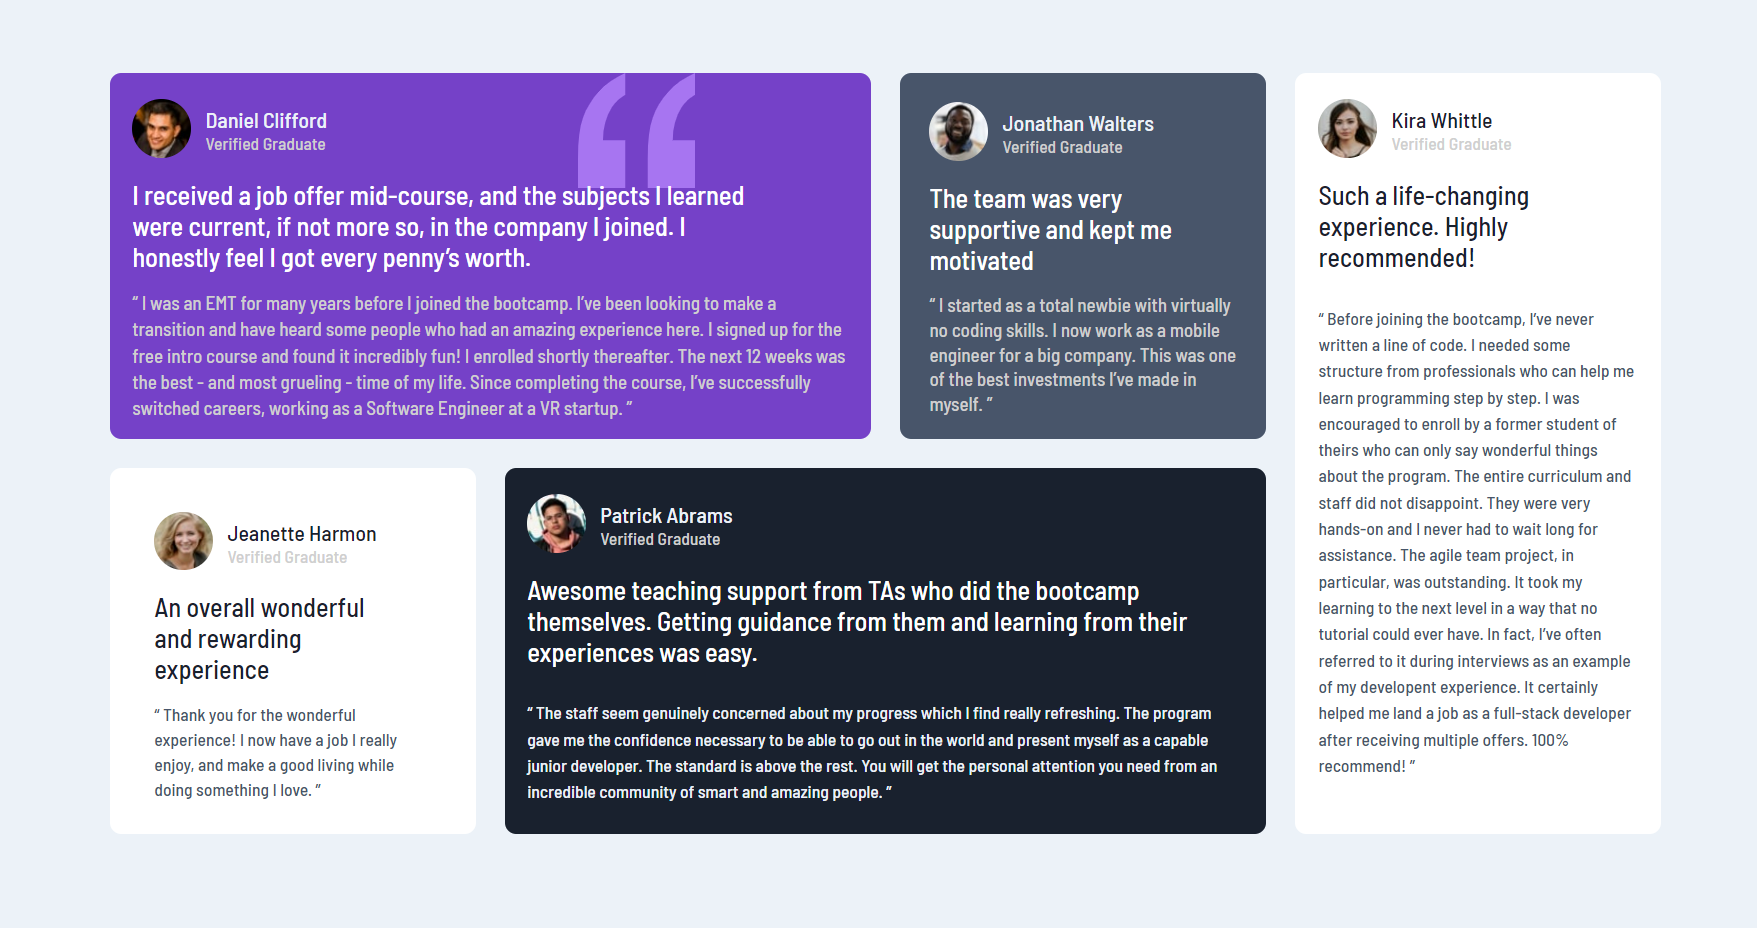 Daniel Clifford
Verified Graduate
I received a job offer mid-course, and the subjects I learned
were current, if not more so, in the company I joined. I
honestly feel I got every penny’s worth.
“ I was an EMT for many years before I joined the bootcamp. I’ve been looking to make a
transition and have heard some people who had an amazing experience here. I signed up for the
free intro course and found it incredibly fun! I enrolled shortly thereafter. The next 12 weeks was
the best - and most grueling - time of my life. Since completing the course, I’ve successfully
switched careers, working as a Software Engineer at a VR startup. ”
Jonathan Walters
Verified Graduate
The team was very
supportive and kept me
motivated
“ I started as a total newbie with virtually
no coding skills. I now work as a mobile
engineer for a big company. This was one
of the best investments I’ve made in
myself. ”
Kira Whittle
Verified Graduate
Such a life-changing
experience. Highly
recommended!
“ Before joining the bootcamp, I’ve never
written a line of code. I needed some
structure from professionals who can help me
learn programming step by step. I was
encouraged to enroll by a former student of
theirs who can only say wonderful things
about the program. The entire curriculum and
staff did not disappoint. They were very
hands-on and I never had to wait long for
assistance. The agile team project, in
particular, was outstanding. It took my
learning to the next level in a way that no
tutorial could ever have. In fact, I’ve often
referred to it during interviews as an example
of my developent experience. It certainly
helped me land a job as a full-stack developer
after receiving multiple offers. 100%
recommend! ”
Jeanette Harmon
Verified Graduate
An overall wonderful
and rewarding
experience
“ Thank you for the wonderful
experience! I now have a job I really
enjoy, and make a good living while
doing something I love. ”
Patrick Abrams
Verified Graduate
Awesome teaching support from TAs who did the bootcamp
themselves. Getting guidance from them and learning from their
experiences was easy.
“ The staff seem genuinely concerned about my progress which I find really refreshing. The program
gave me the confidence necessary to be able to go out in the world and present myself as a capable
junior developer. The standard is above the rest. You will get the personal attention you need from an
incredible community of smart and amazing people. ”